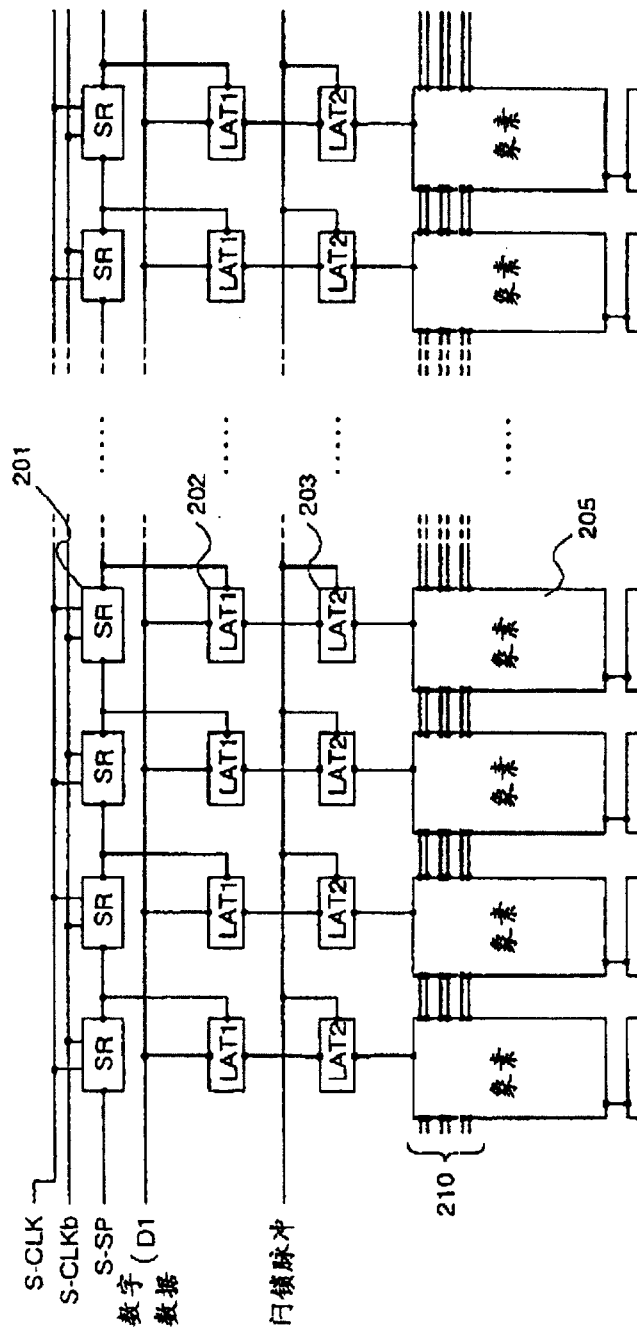 S-CLK
S-CLKb
S-SP
数字 (D1
数据
闩锁脉冲
201
202
203
205
210
SR SR SR SR SR SR
LAT1 LAT1 LAT1 LAT1 LAT1 LAT1
LAT2 LAT2 LAT2 LAT2 LAT2 LAT2
象素 象素 象素 象素 象素 象素